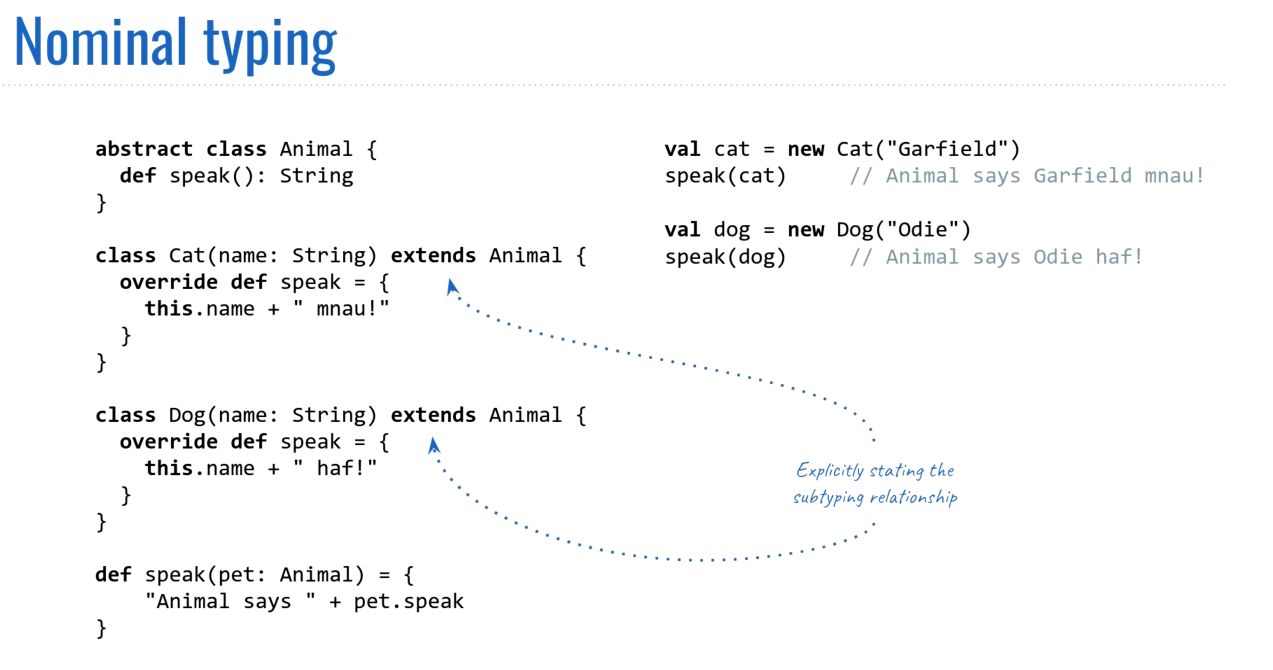 Nominal typing
abstract class Animal {
  def speak(): String
}
class Cat(name: String) extends Animal {
  override def speak = {
    this.name + " mnau!"
  }
}
class Dog(name: String) extends Animal {
  override def speak = {
    this.name + " haf!"
  }
}
def speak(pet: Animal) = {
    "Animal says " + pet.speak
}
val cat = new Cat("Garfield")
speak(cat)     // Animal says Garfield mnau!
val dog = new Dog("Odie")
speak(dog)     // Animal says Odie haf!
Explicitly stating the
subtyping relationship